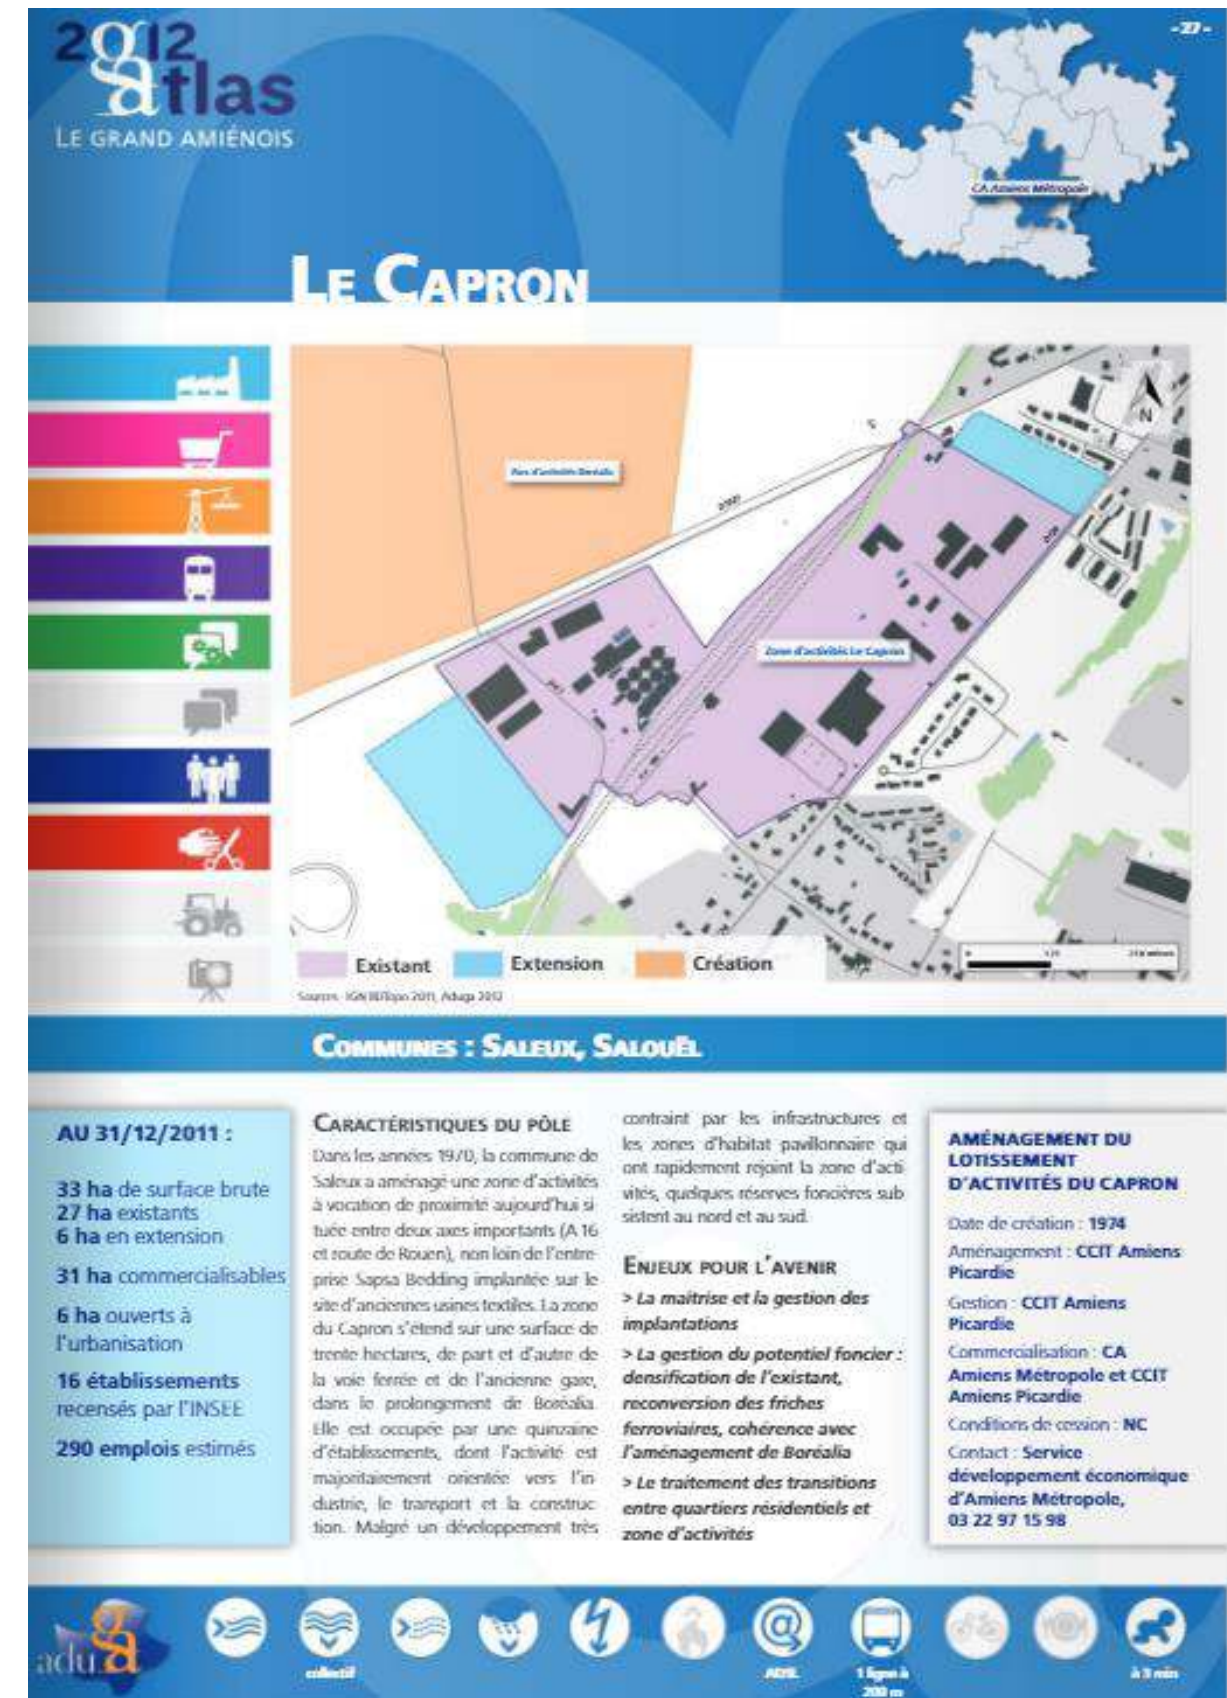 -27-
2012
atlas
LE GRAND AMIÉNOIS
CA Amiens Métropole
LE CAPRON
N
Zone d'activités Le Capron
Existant
Extension
Création
Sources : IGN BDTopo 2011, Aduga 2012
COMMUNES : SALEUX, SALOUËL
AU 31/12/2011 :
33 ha de surface brute
27 ha existants
6 ha en extension
31 ha commercialisables
6 ha ouverts à
l'urbanisation
16 établissements
recensés par l'INSEE
290 emplois estimés
CARACTÉRISTIQUES DU PÔLE
Dans les années 1970, la commune de
Saleux a aménagé une zone d'activités
à vocation de proximité aujourd'hui si-
tuée entre deux axes importants (A 16
et route de Rouen), non loin de l'entre-
prise Sapsa Bedding implantée sur le
site d'anciennes usines textiles. La zone
du Capron s'étend sur une surface de
trente hectares, de part et d'autre de
la voie ferrée et de l'ancienne gare,
dans le prolongement de Boréalia.
Elle est occupée par une quinzaine
d'établissements, dont l'activité est
majoritairement orientée vers l'in-
dustrie, le transport et la construc-
tion. Malgré un développement très
contraint par les infrastructures et
les zones d'habitat pavillonnaire qui
ont rapidement rejoint la zone d'acti-
vités, quelques réserves foncières sub-
sistent au nord et au sud.
ENJEUX POUR L'AVENIR
> La maîtrise et la gestion des
implantations
> La gestion du potentiel foncier :
densification de l'existant,
reconversion des friches
ferroviaires, cohérence avec
l'aménagement de Boréalia
> Le traitement des transitions
entre quartiers résidentiels et
zone d'activités
AMÉNAGEMENT DU
LOTISSEMENT
D'ACTIVITÉS DU CAPRON
Date de création : 1974
Aménagement : CCIT Amiens
Picardie
Gestion : CCIT Amiens
Picardie
Commercialisation : CA
Amiens Métropole et CCIT
Amiens Picardie
Conditions de cession : NC
Contact : Service
développement économique
d'Amiens Métropole,
03 22 97 15 98
aduga
collectif
ADSL
1 ligne à
200 m
à 3 min